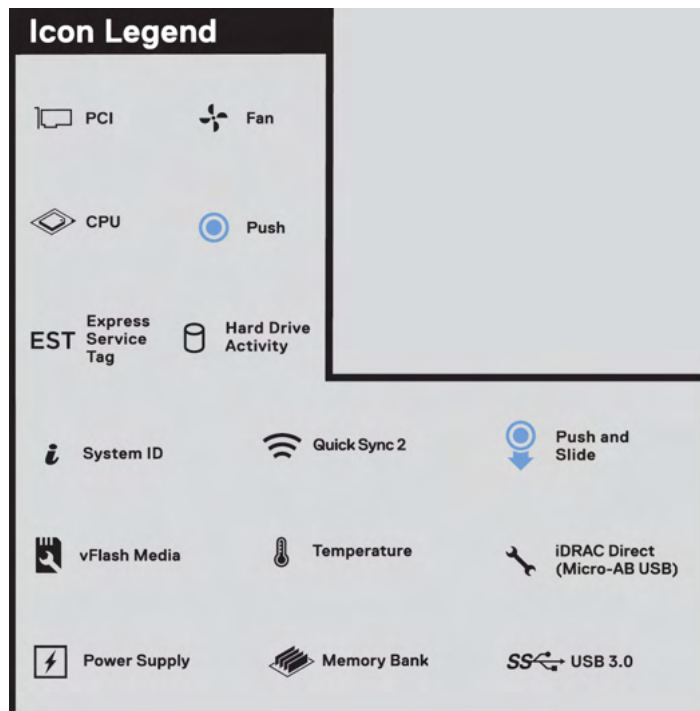 Icon Legend
PCI
Fan
CPU
Push
EST
Express
Service
Tag
Hard Drive
Activity
System ID
Quick Sync 2
Push and
Slide
vFlash Media
Temperature
iDRAC Direct
(Micro-AB USB)
Power Supply
Memory Bank
SS
USB 3.0